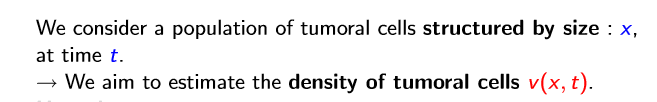 We consider a population of tumoral cells structured by size : x,
at time t.
→ We aim to estimate the density of tumoral cells v(x, t).